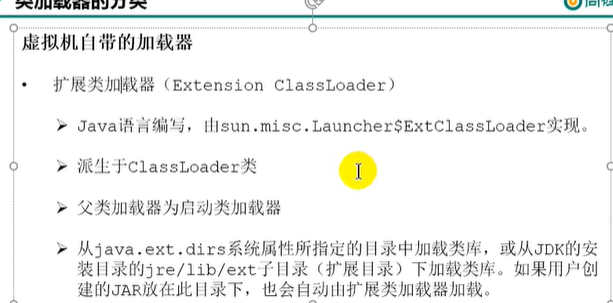 类加载器的分类
虚拟机自带的加载器
• 扩展类加载器（Extension ClassLoader）
➢ Java语言编写，由sun.misc.Launcher$ExtClassLoader实现。
➢ 派生于ClassLoader类
➢ 父类加载器为启动类加载器
➢ 从java.ext.dirs系统属性所指定的目录中加载类库，或从JDK的安
装目录的jre/lib/ext子目录（扩展目录）下加载类库。如果用户创
建的JAR放在此目录下，也会自动由扩展类加载器加载。